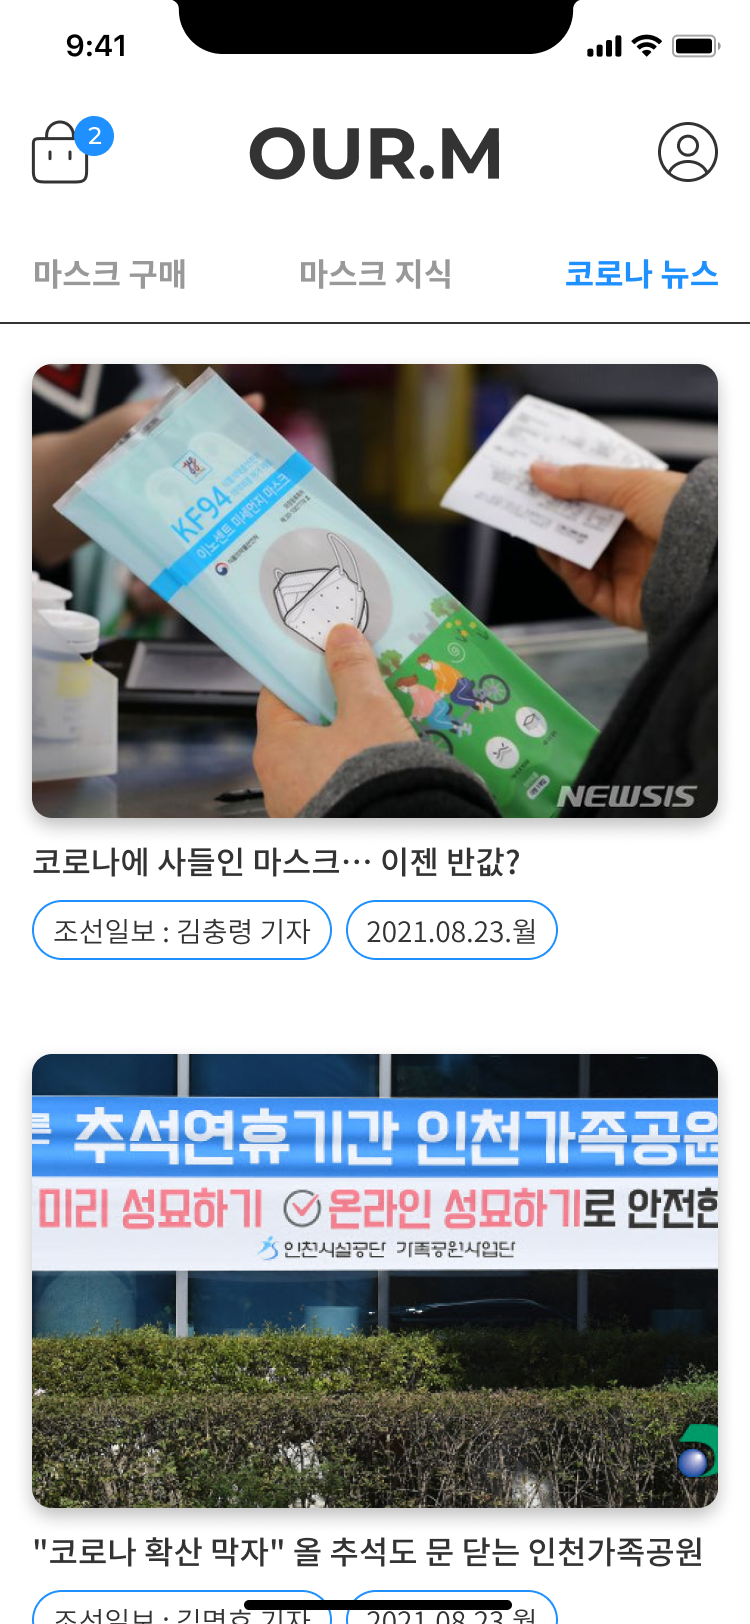 9:41
2
OUR.M
마스크 구매
마스크 지식
코로나 뉴스
KF94
이노센트 미세먼지 마스크
NEWSIS
코로나에 사들인 마스크… 이젠 반값?
조선일보 : 김충령 기자
2021.08.23.월
추석연휴기간 인천가족공원
미리 성묘하기 온라인 성묘하기로 안전한
인천시설공단 가족공원사업단
"코로나 확산 막자" 올 추석도 문 닫는 인천가족공원
조선일보 : 김명호 기자
2021.08.23.월